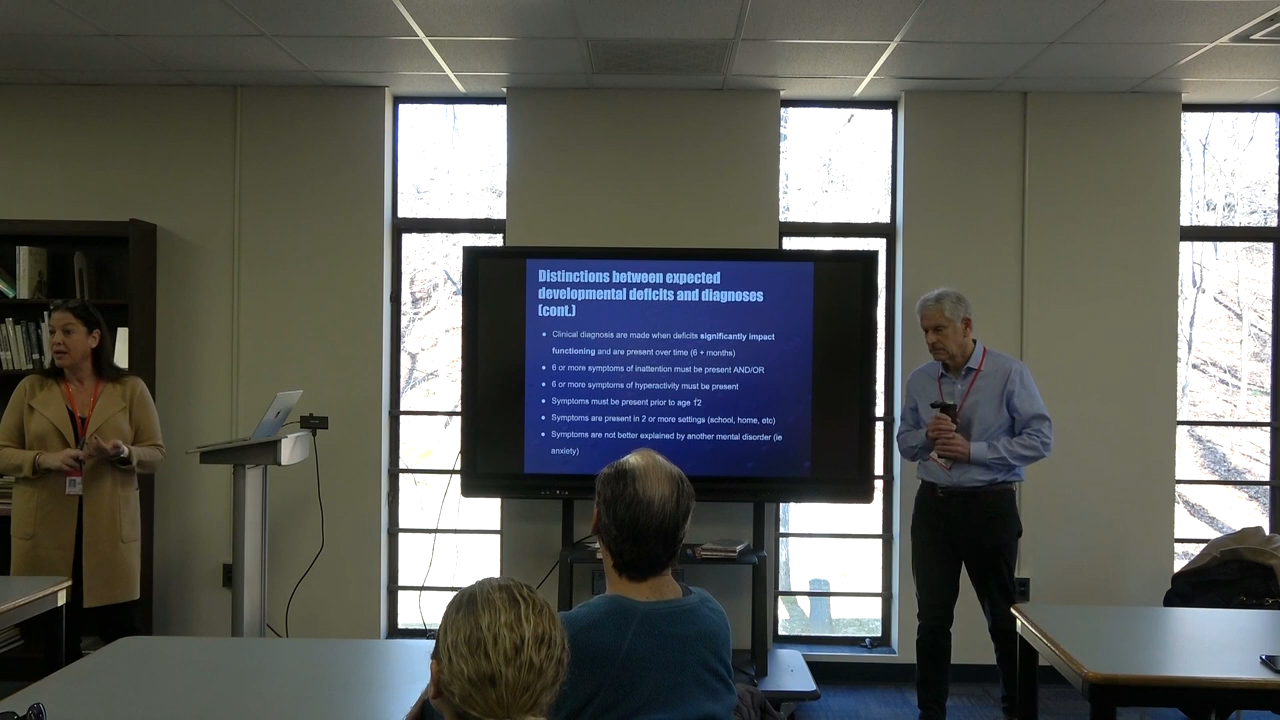 Distinctions between expected
developmental deficits and diagnoses
(cont.)
● Clinical diagnosis are made when deficits significantly impact
functioning and are present over time (6 + months)
● 6 or more symptoms of inattention must be present AND/OR
● 6 or more symptoms of hyperactivity must be present
● Symptoms must be present prior to age 12
● Symptoms are present in 2 or more settings (school, home, etc)
● Symptoms are not better explained by another mental disorder (ie
anxiety)